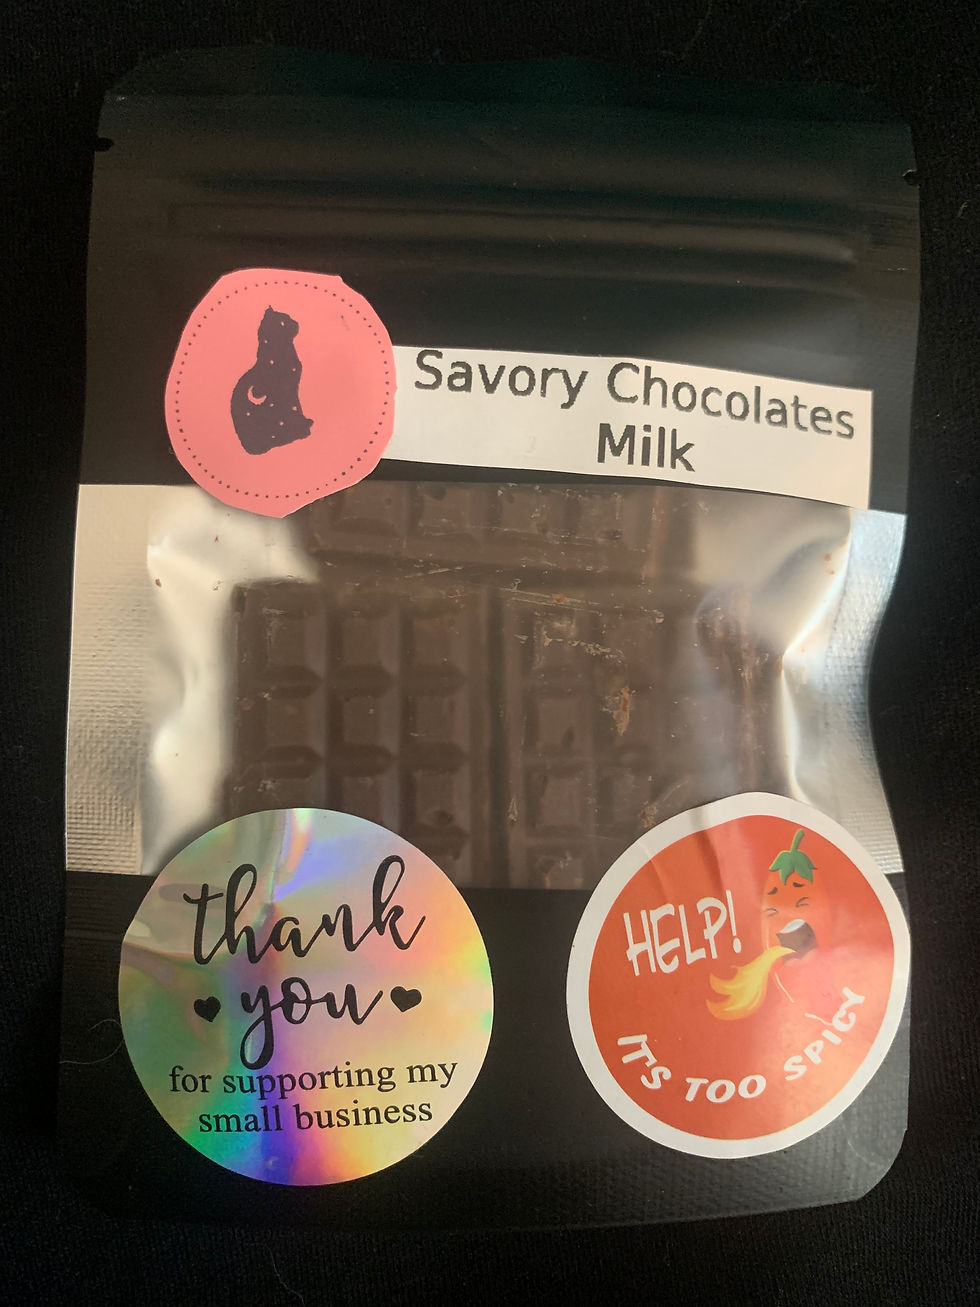 Savory Chocolates
Milk
thank
you
for supporting my
small business
HELP!
IT'S TOO SPICY